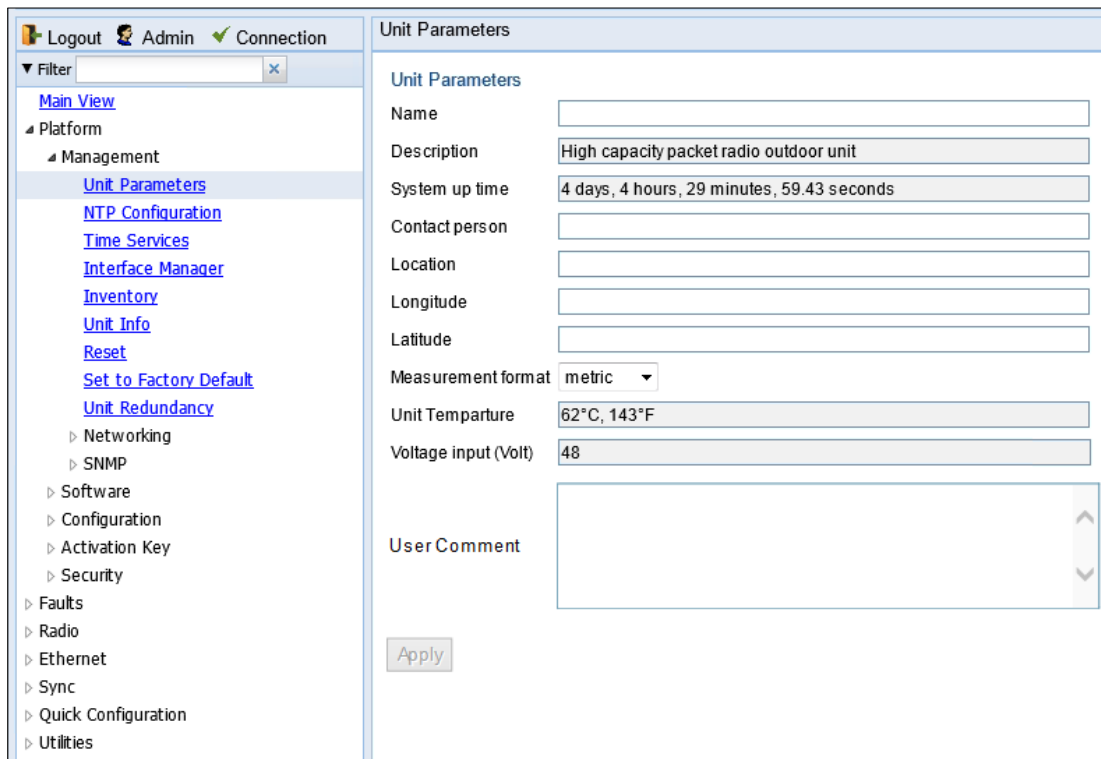 Logout Admin Connection
Filter
Main View
Platform
Management
Unit Parameters
NTP Configuration
Time Services
Interface Manager
Inventory
Unit Info
Reset
Set to Factory Default
Unit Redundancy
Networking
SNMP
Software
Configuration
Activation Key
Security
Faults
Radio
Ethernet
Sync
Quick Configuration
Utilities
Unit Parameters
Unit Parameters
Name
Description High capacity packet radio outdoor unit
System up time 4 days, 4 hours, 29 minutes, 59.43 seconds
Contact person
Location
Longitude
Latitude
Measurement format metric
Unit Temparture 62°C, 143°F
Voltage input (Volt) 48
User Comment
Apply